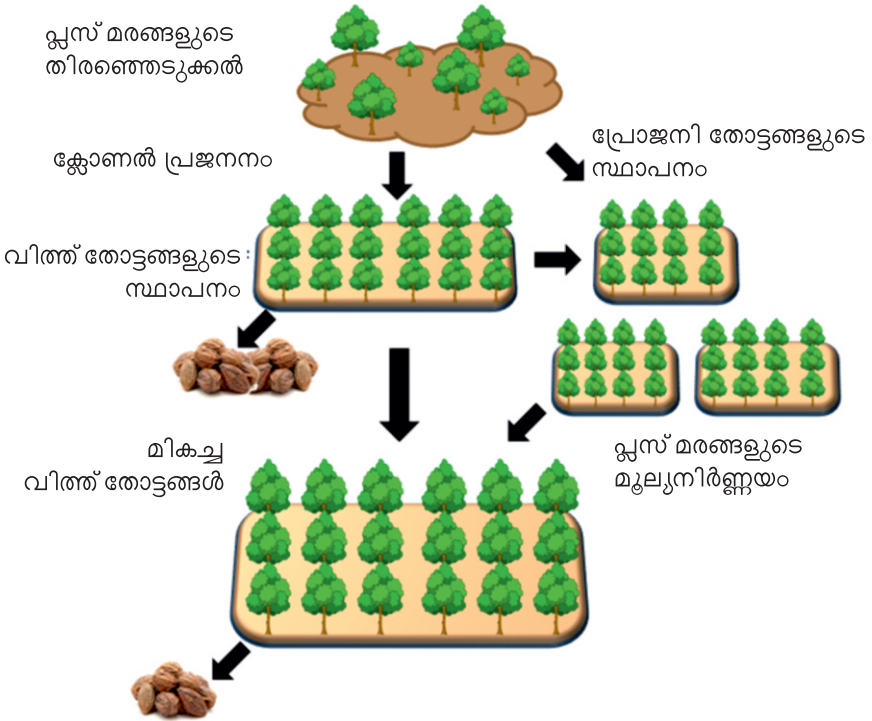 പ്ലസ് മരങ്ങളുടെ
തിരഞ്ഞെടുക്കൽ
ക്ലോണൽ പ്രജനനം
പ്രോജനി തോട്ടങ്ങളുടെ
സ്ഥാപനം
വിത്ത് തോട്ടങ്ങളുടെ
സ്ഥാപനം
മികച്ച
വിത്ത് തോട്ടങ്ങൾ
പ്ലസ് മരങ്ങളുടെ
മൂല്യനിർണ്ണയം